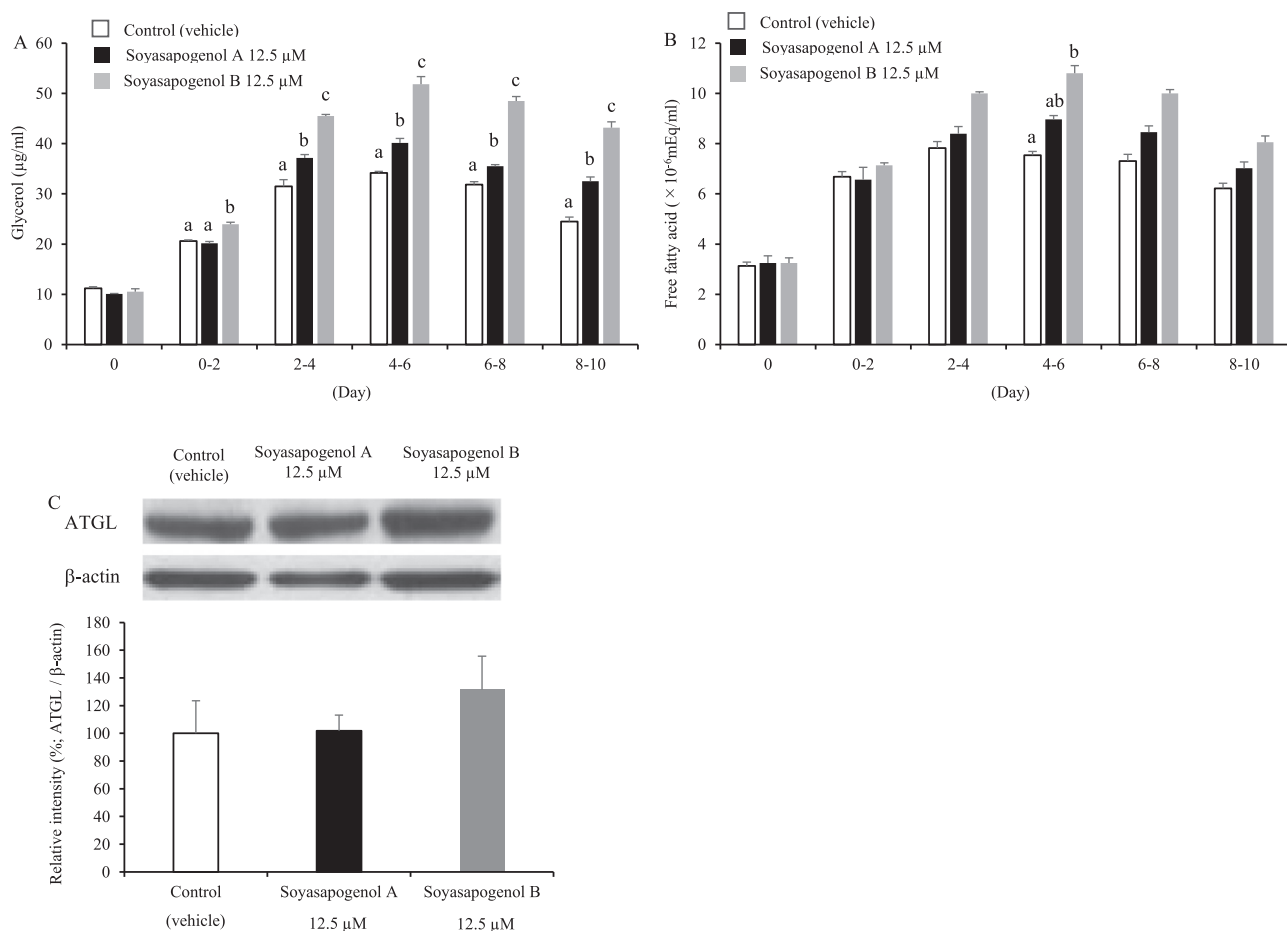 A
Control (vehicle)
Soyasapogenol A 12.5 µM
Soyasapogenol B 12.5 µM
Glycerol (µg/ml)
60
50
40
30
20
10
0
a a b
a b c
a b c
a b c
a b c
0 0-2 2-4 4-6 6-8 8-10
(Day)
B
Control (vehicle)
Soyasapogenol A 12.5 µM
Soyasapogenol B 12.5 µM
Free fatty acid ( × 10⁻⁶mEq/ml)
12
10
8
6
4
2
0
a ab b
0 0-2 2-4 4-6 6-8 8-10
(Day)
C
Control Soyasapogenol A Soyasapogenol B
(vehicle) 12.5 µM 12.5 µM
ATGL
β-actin
Relative intensity (%; ATGL / β-actin)
180
160
140
120
100
80
60
40
20
0
Control Soyasapogenol A Soyasapogenol B
(vehicle) 12.5 µM 12.5 µM